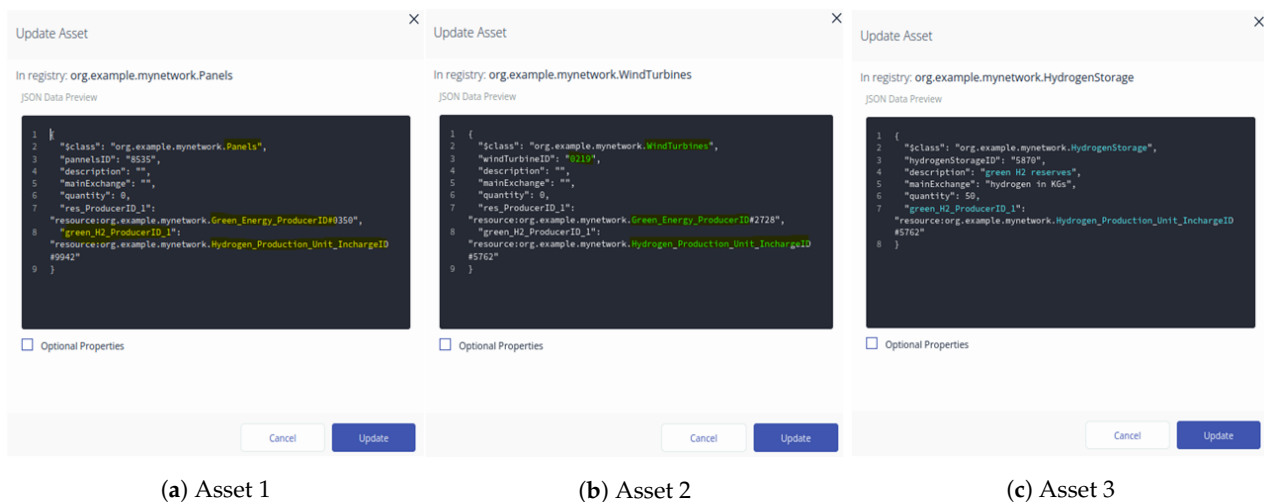 Update Asset
In registry: org.example.mynetwork.Panels
JSON Data Preview
1 {
2 "$class": "org.example.mynetwork.Panels",
3 "pannelsID": "8535",
4 "description": "",
5 "mainExchange": "",
6 "quantity": 0,
7 "res_ProducerID_1":
"resource:org.example.mynetwork.Green_Energy_ProducerID#0350",
8 "green_H2_ProducerID_1":
"resource:org.example.mynetwork.Hydrogen_Production_Unit_InchargeID
#9942"
9 }
Optional Properties
Cancel
Update
(a) Asset 1
Update Asset
In registry: org.example.mynetwork.WindTurbines
JSON Data Preview
1 {
2 "$class": "org.example.mynetwork.WindTurbines",
3 "windTurbineID": "0219",
4 "description": "",
5 "mainExchange": "",
6 "quantity": 0,
7 "res_ProducerID_1":
"resource:org.example.mynetwork.Green_Energy_ProducerID#2728",
8 "green_H2_ProducerID_1":
"resource:org.example.mynetwork.Hydrogen_Production_Unit_InchargeID
#5762"
9 }
Optional Properties
Cancel
Update
(b) Asset 2
Update Asset
In registry: org.example.mynetwork.HydrogenStorage
JSON Data Preview
1 {
2 "$class": "org.example.mynetwork.HydrogenStorage",
3 "hydrogenStorageID": "5870",
4 "description": "green H2 reserves",
5 "mainExchange": "hydrogen in KGs",
6 "quantity": 50,
7 "green_H2_ProducerID_1":
"resource:org.example.mynetwork.Hydrogen_Production_Unit_InchargeID
#5762"
8 }
Optional Properties
Cancel
Update
(c) Asset 3